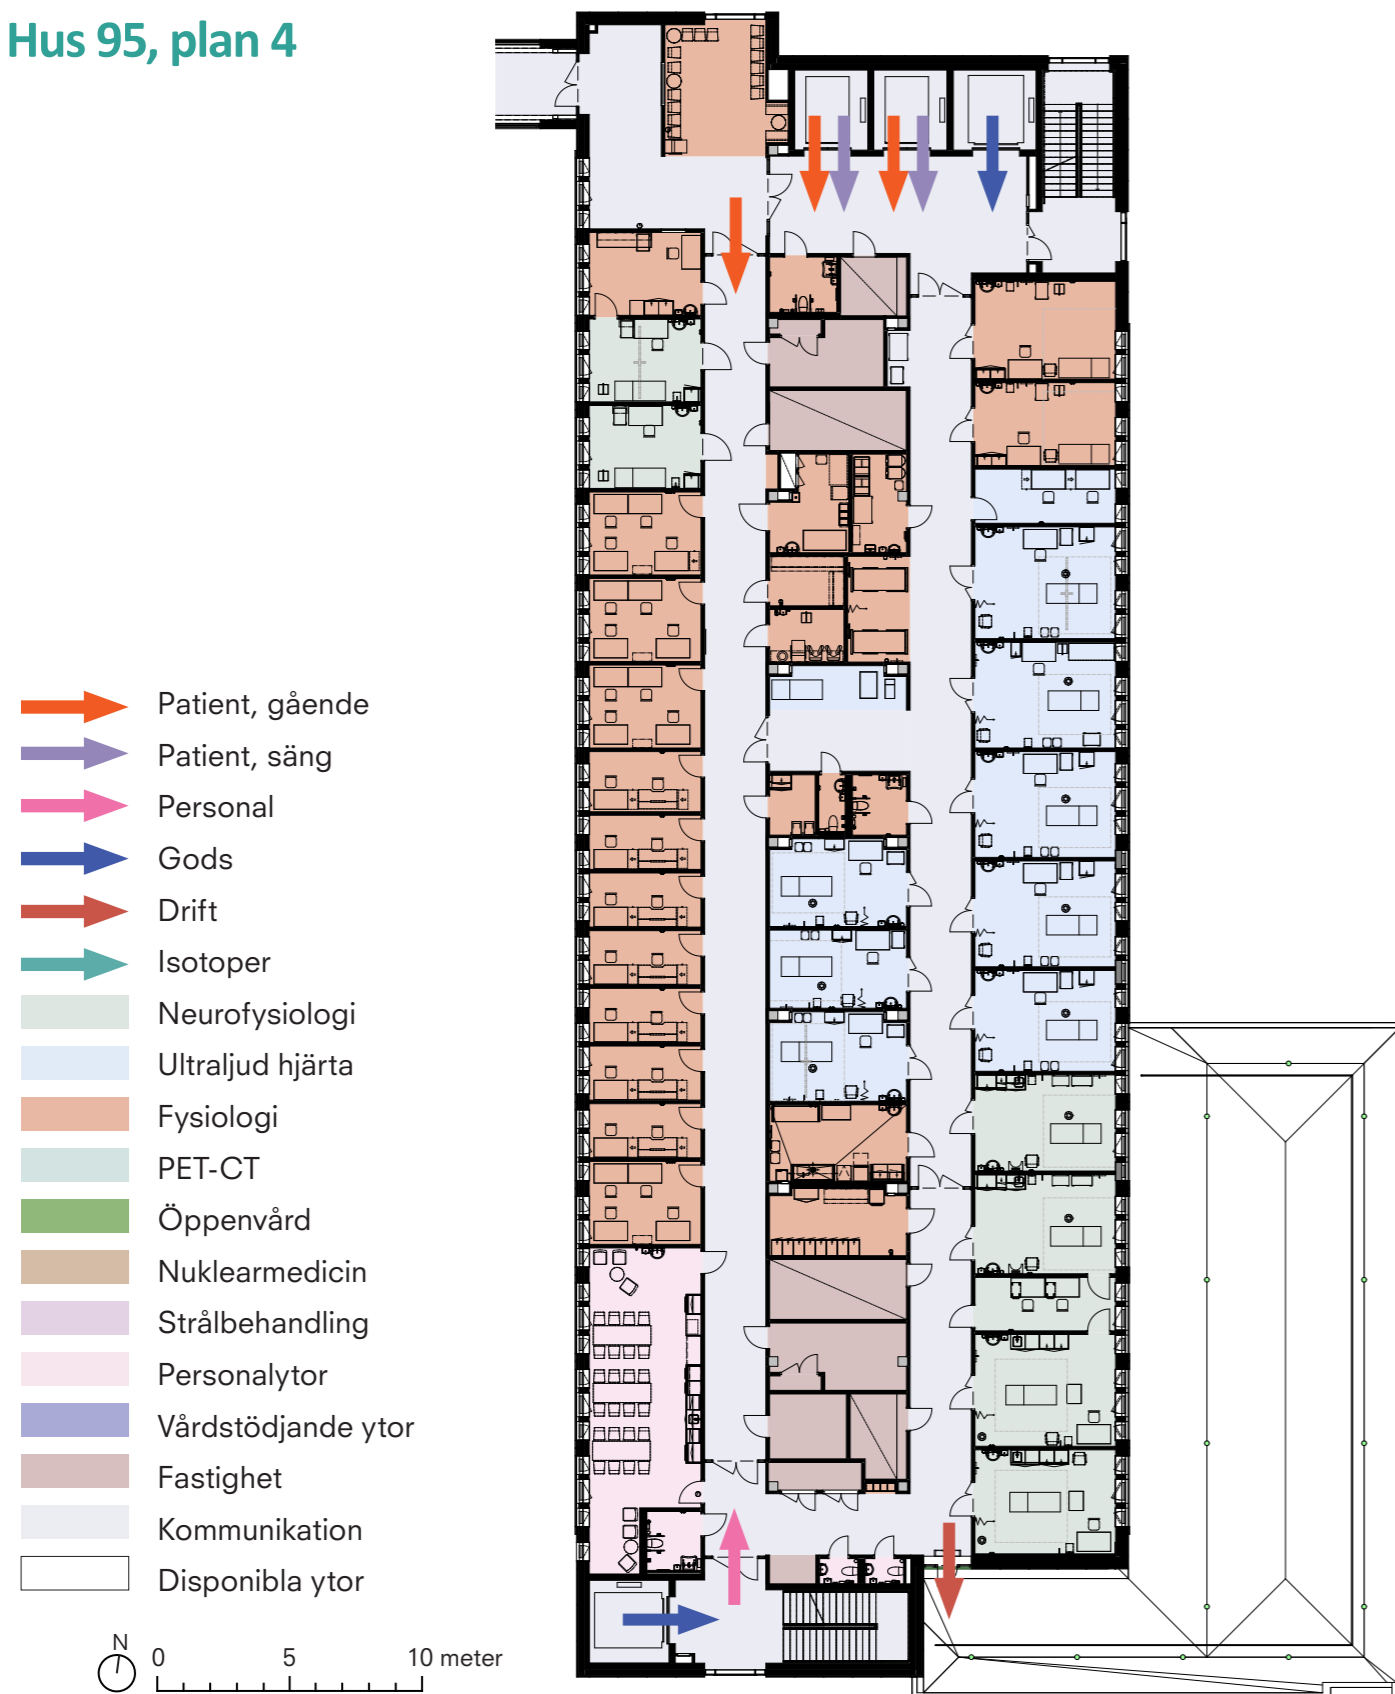 Hus 95, plan 4
Patient, gående
Patient, säng
Personal
Gods
Drift
Isotoper
Neurofysiologi
Ultraljud hjärta
Fysiologi
PET-CT
Öppenvård
Nuklearmedicin
Strålbehandling
Personalytor
Vårdstödjande ytor
Fastighet
Kommunikation
Disponibla ytor
N
0 5 10 meter